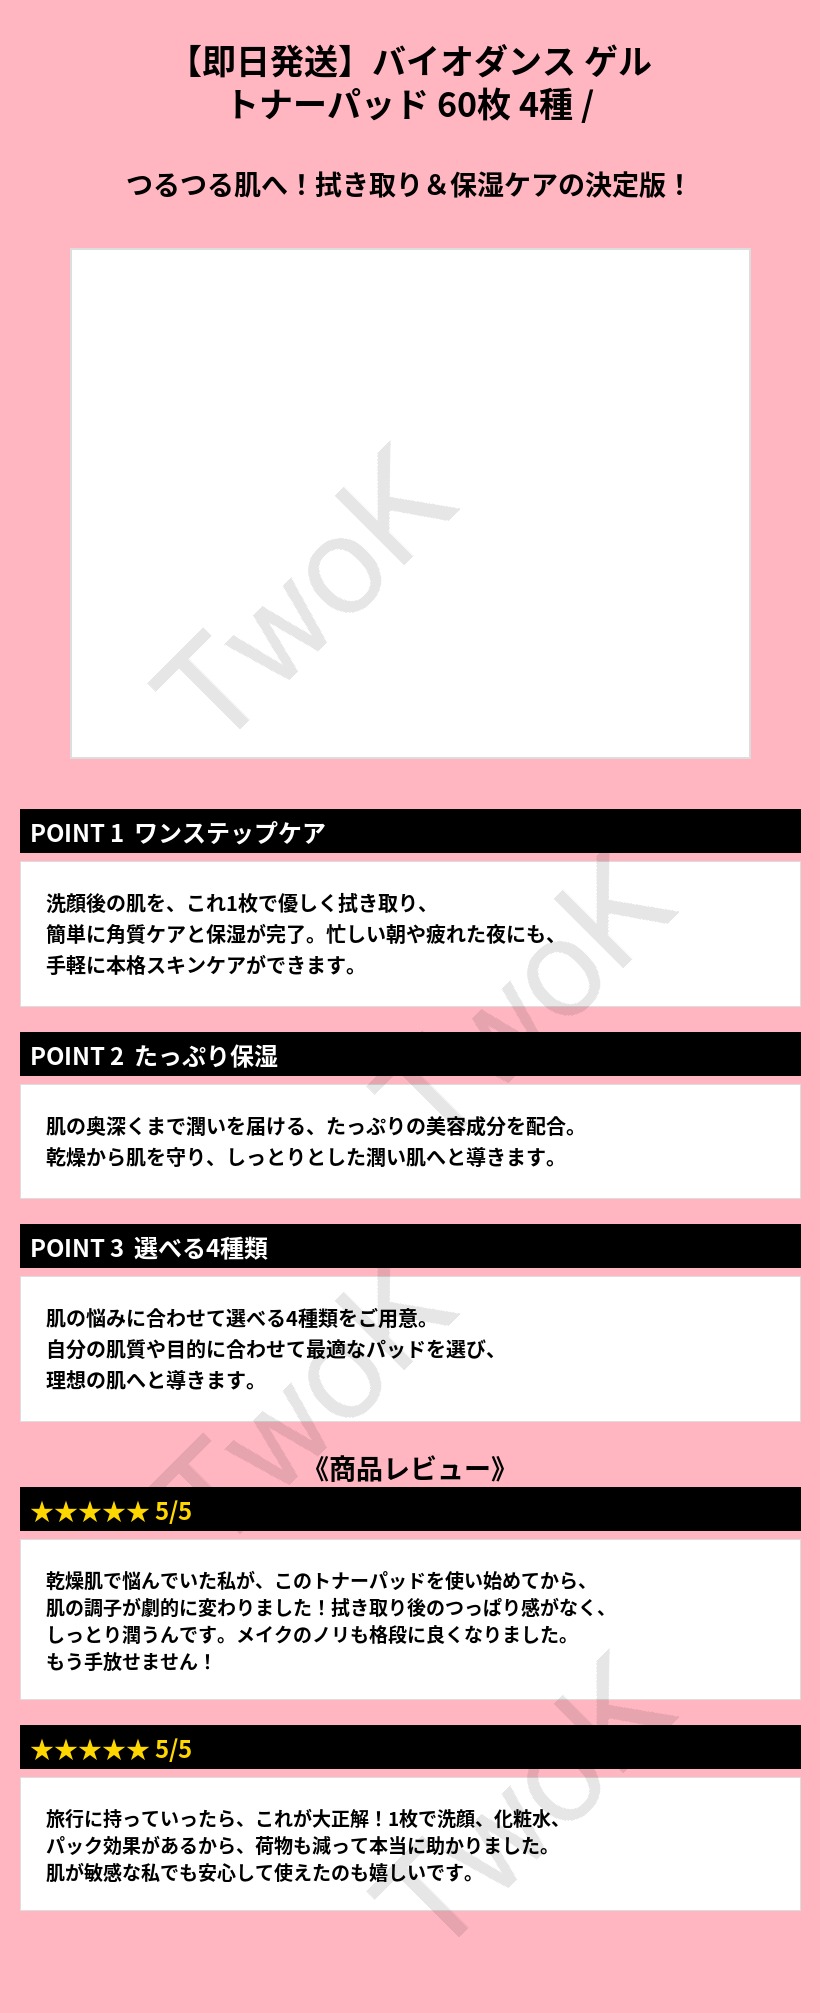 【即日発送】バイオダンス ゲル
トナーパッド 60枚 4種 /
つるつる肌へ！拭き取り＆保湿ケアの決定版！
TwoK
POINT 1 ワンステップケア
洗顔後の肌を、これ1枚で優しく拭き取り、
簡単に角質ケアと保湿が完了。忙しい朝や疲れた夜にも、
手軽に本格スキンケアができます。
TwoK
POINT 2 たっぷり保湿
肌の奥深くまで潤いを届ける、たっぷりの美容成分を配合。
乾燥から肌を守り、しっとりとした潤い肌へと導きます。
POINT 3 選べる4種類
肌の悩みに合わせて選べる4種類をご用意。
自分の肌質や目的に合わせて最適なパッドを選び、
理想の肌へと導きます。
TwoK
《商品レビュー》
★★★★★ 5/5
乾燥肌で悩んでいた私が、このトナーパッドを使い始めてから、
肌の調子が劇的に変わりました！拭き取り後のつっぱり感がなく、
しっとり潤うんです。メイクのノリも格段に良くなりました。
もう手放せません！
★★★★★ 5/5
旅行に持っていったら、これが大正解！1枚で洗顔、化粧水、
パック効果があるから、荷物も減って本当に助かりました。
肌が敏感な私でも安心して使えたのも嬉しいです。
TwoK